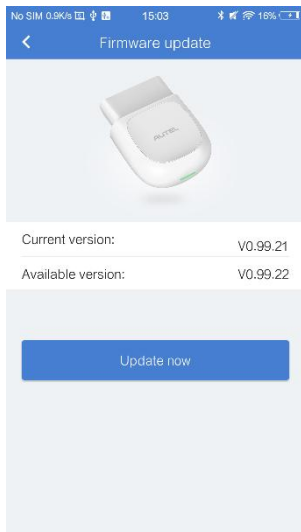 No SIM 0.9K/s 15:03 16%
Firmware update
AUTEL
Current version: V0.99.21
Available version: V0.99.22
Update now